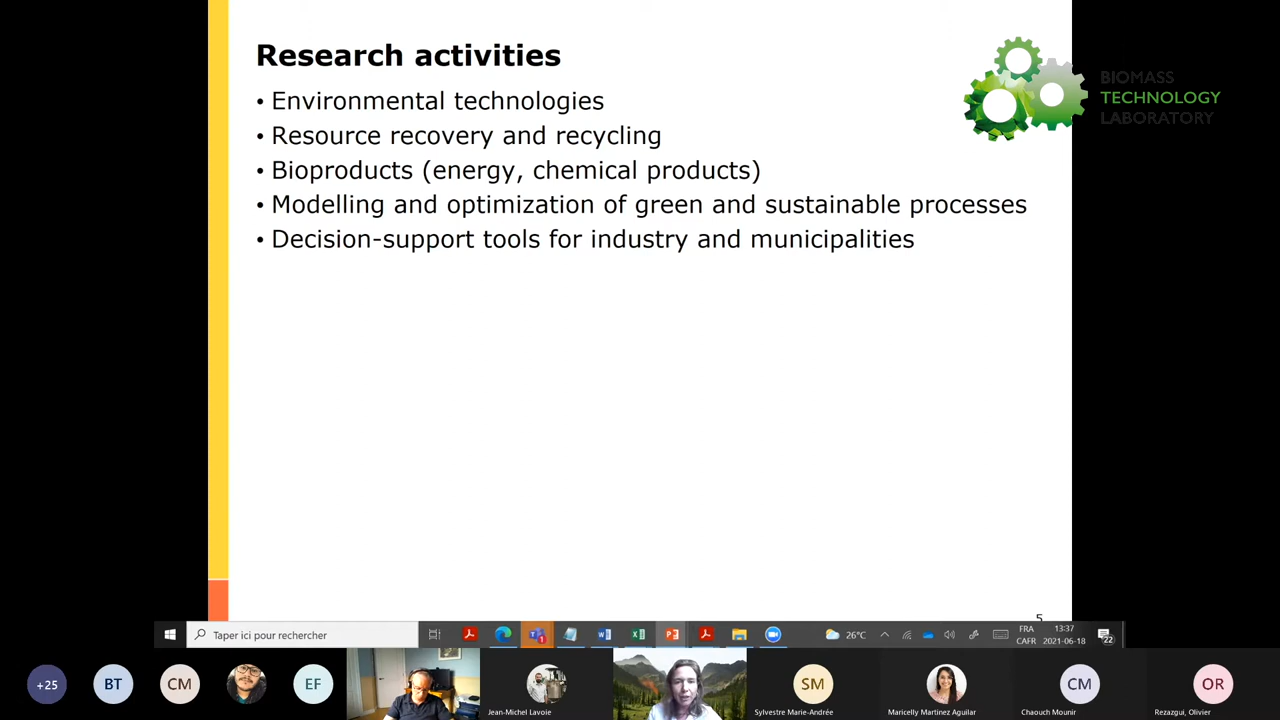 Research activities
• Environmental technologies
• Resource recovery and recycling
• Bioproducts (energy, chemical products)
• Modelling and optimization of green and sustainable processes
• Decision-support tools for industry and municipalities
BIOMASS
TECHNOLOGY
LABORATORY
5
Taper ici pour rechercher
26°C
FRA
CAFR
13:37
2021-06-18
22
+25
BT
CM
EF
Jean-Michel Lavoie
SM
Sylvestre Marie-Andrée
Maricelly Martinez Aguilar
CM
Chaouch Mounir
OR
Rezazgui, Olivier